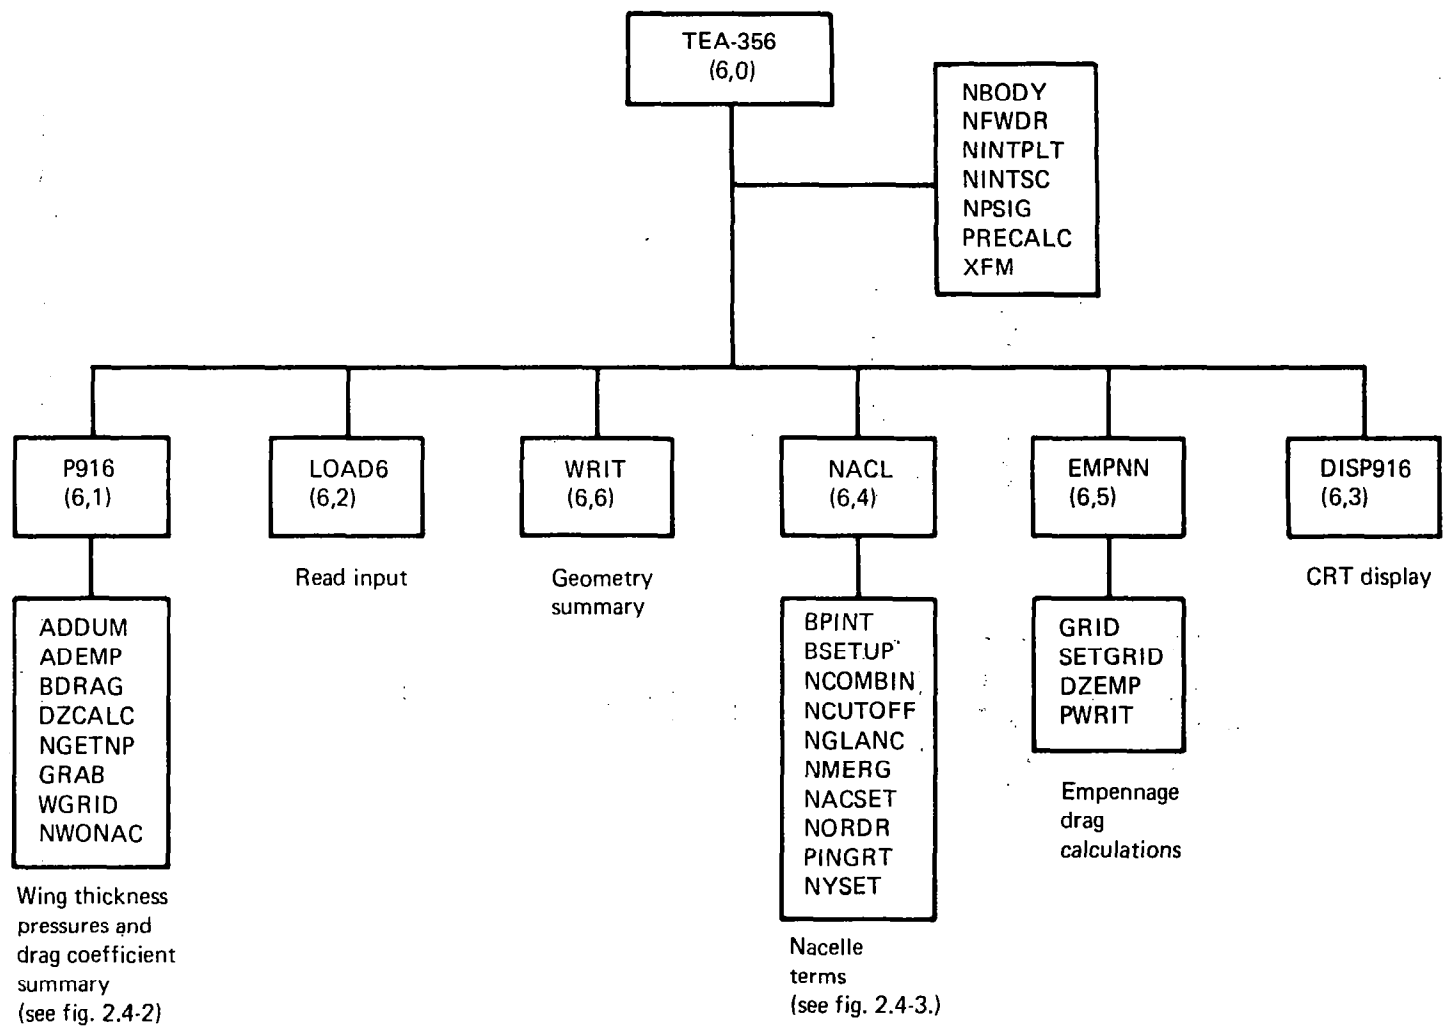 TEA-356
(6,0)
NBODY
NFWDR
NINTPLT
NINTSC
NPSIG
PRECALC
XFM
P916
(6,1)
LOAD6
(6,2)
WRIT
(6,6)
NACL
(6,4)
EMPNN
(6,5)
DISP916
(6,3)
Read input
Geometry
summary
CRT display
ADDUM
ADEMP
BDRAG
DZCALC
NGETNP
GRAB
WGRID
NWONAC
Wing thickness
pressures and
drag coefficient
summary
(see fig. 2.4-2)
BPINT
BSETUP
NCOMBIN
NCUTOFF
NGLANC
NMERG
NACSET
NORDR
PINGRT
NYSET
Nacelle
terms
(see fig. 2.4-3.)
GRID
SETGRID
DZEMP
PWRIT
Empennage
drag
calculations